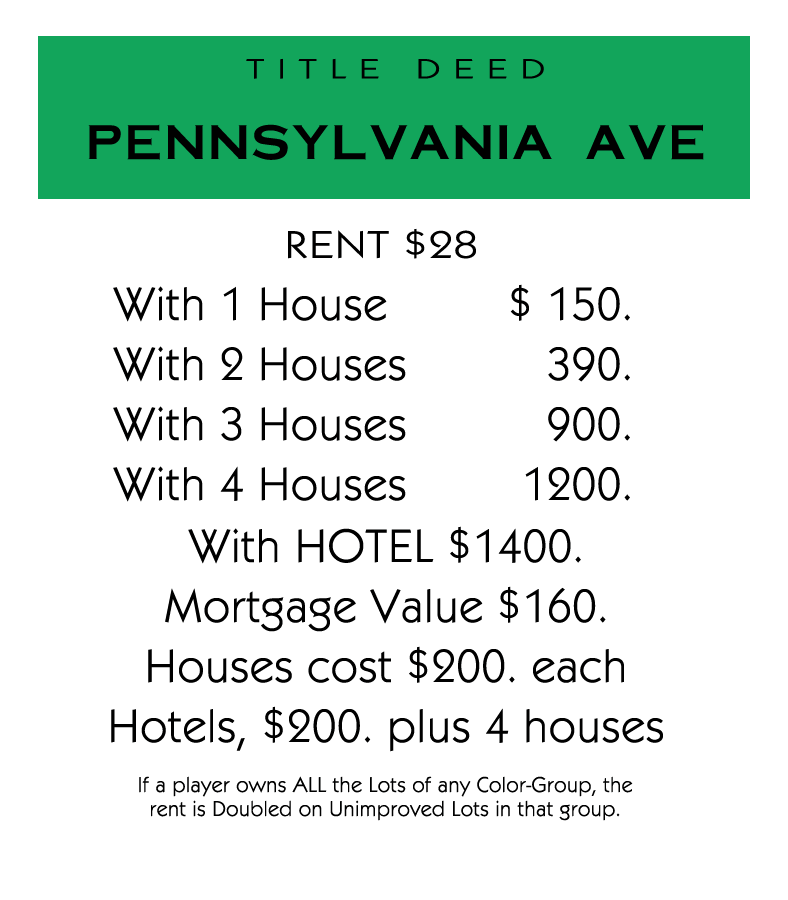 TITLE DEED
PENNSYLVANIA AVE
RENT $28
With 1 House $ 150.
With 2 Houses 390.
With 3 Houses 900.
With 4 Houses 1200.
With HOTEL $1400.
Mortgage Value $160.
Houses cost $200. each
Hotels, $200. plus 4 houses
If a player owns ALL the Lots of any Color-Group, the
rent is Doubled on Unimproved Lots in that group.